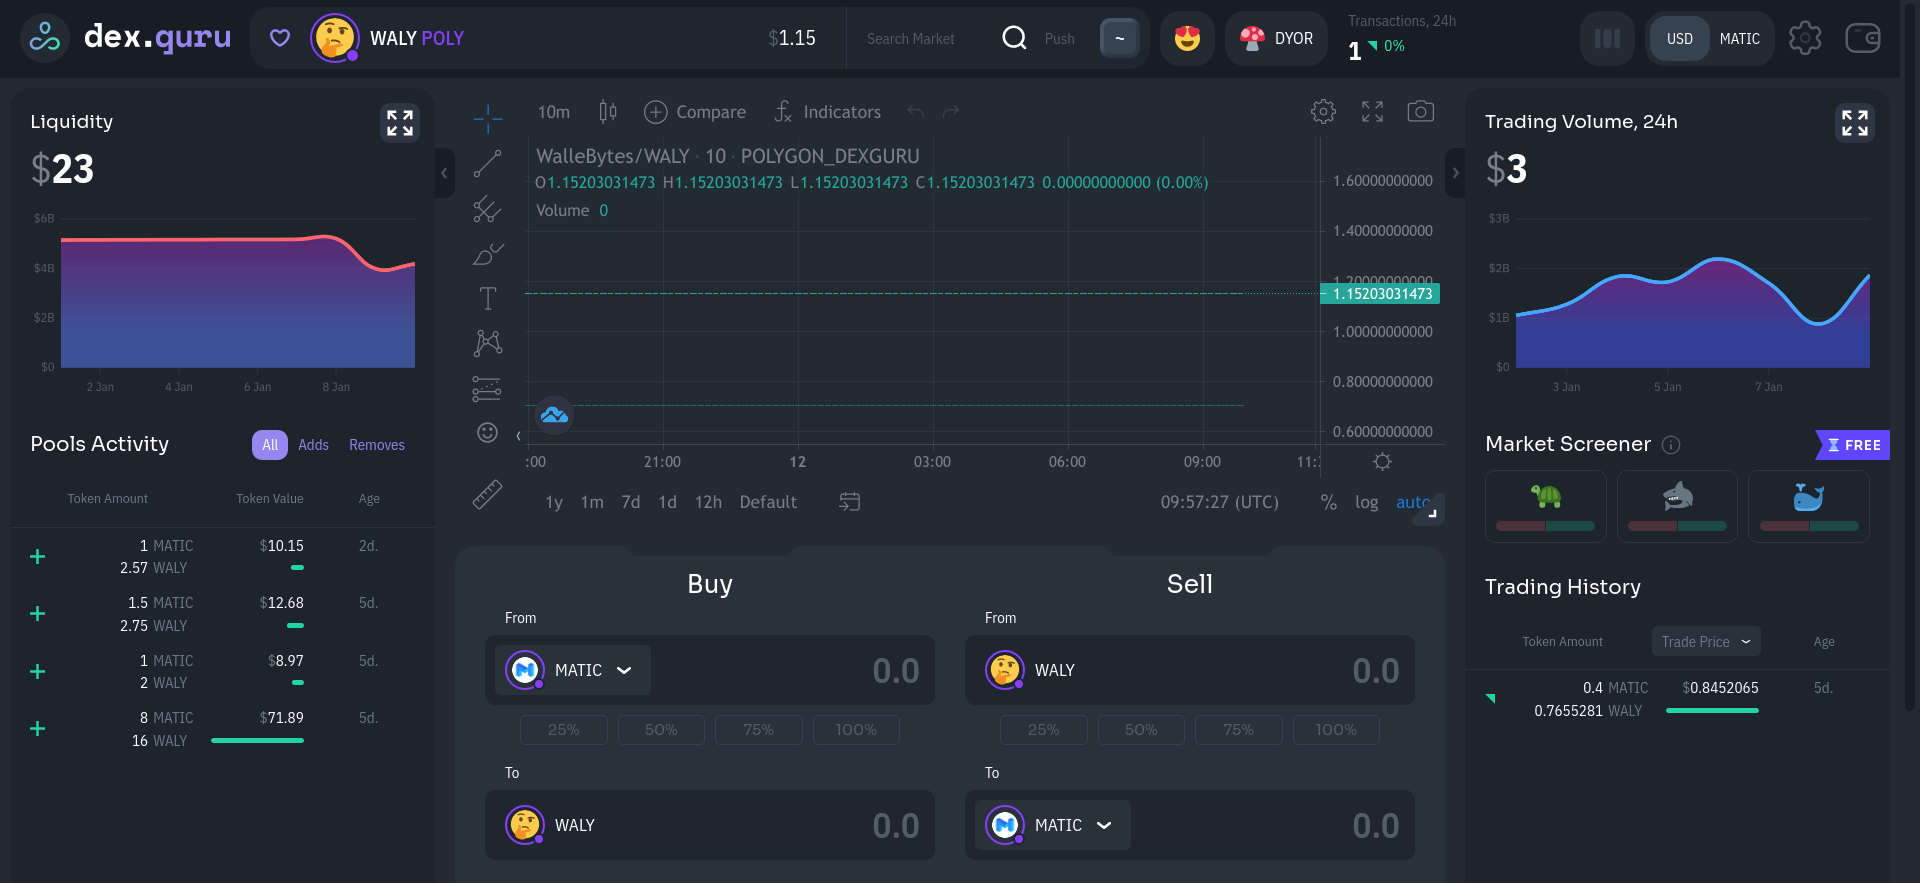 dex.guru
WALY POLY
$1.15
Search Market
Push
~
DYOR
Transactions, 24h
1
0%
USD
MATIC
Liquidity
$23
$6B
$4B
$2B
$0
2 Jan
4 Jan
6 Jan
8 Jan
Pools Activity
All
Adds
Removes
Token Amount
Token Value
Age
1 MATIC $10.15 2d.
2.57 WALY
1.5 MATIC $12.68 5d.
2.75 WALY
1 MATIC $8.97 5d.
2 WALY
8 MATIC $71.89 5d.
16 WALY
10m
Compare
Indicators
WalleBytes/WALY · 10 · POLYGON_DEXGURU
O1.15203031473 H1.15203031473 L1.15203031473 C1.15203031473 0.00000000000 (0.00%)
Volume 0
1.60000000000
1.40000000000
1.20000000000
1.15203031473
1.00000000000
0.80000000000
0.60000000000
:00
21:00
12
03:00
06:00
09:00
11:
1y
1m
7d
1d
12h
Default
09:57:27 (UTC)
%
log
auto
Buy
From
MATIC
0.0
25%
50%
75%
100%
To
WALY
0.0
Sell
From
WALY
0.0
25%
50%
75%
100%
To
MATIC
0.0
Trading Volume, 24h
$3
$3B
$2B
$1B
$0
3 Jan
5 Jan
7 Jan
Market Screener
FREE
Trading History
Token Amount
Trade Price
Age
0.4 MATIC $0.8452065 5d.
0.7655281 WALY